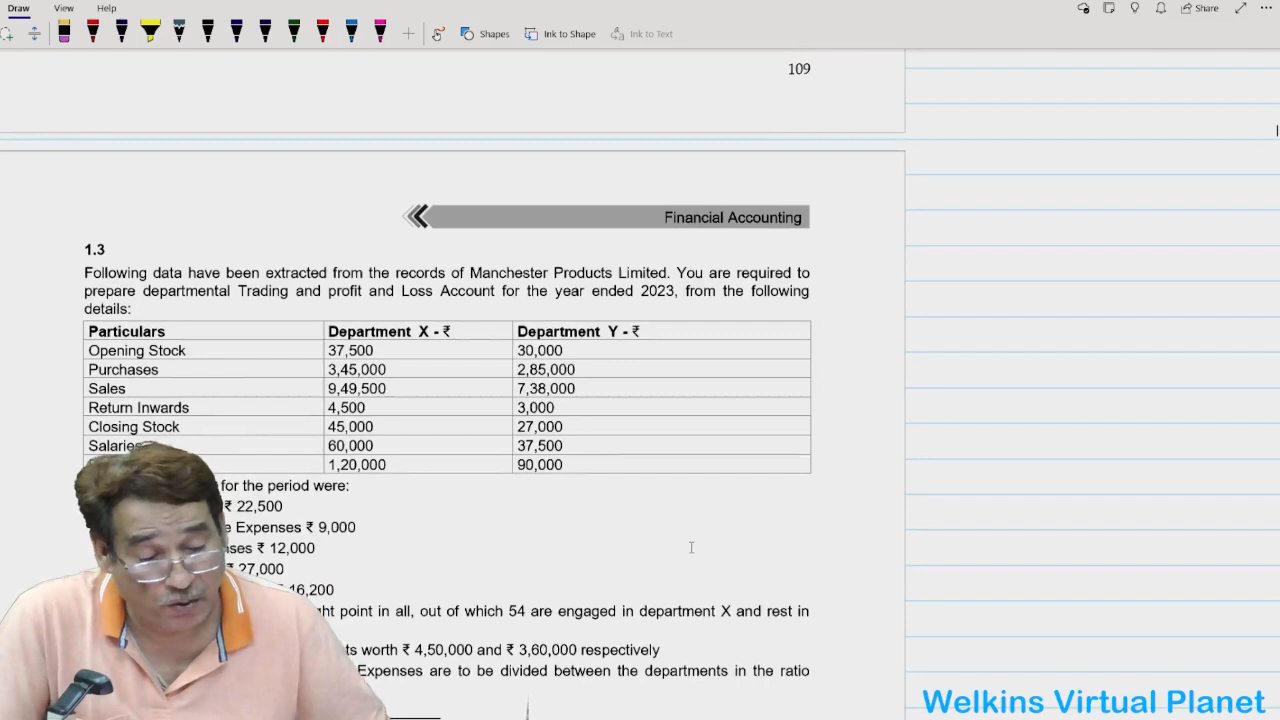 Draw View Help
Share
Shapes Ink to Shape Ink to Text
109
Financial Accounting
1.3
Following data have been extracted from the records of Manchester Products Limited. You are required to
prepare departmental Trading and profit and Loss Account for the year ended 2023, from the following
details:
Particulars Department X - ₹ Department Y - ₹
Opening Stock 37,500 30,000
Purchases 3,45,000 2,85,000
Sales 9,49,500 7,38,000
Return Inwards 4,500 3,000
Closing Stock 45,000 27,000
Salaries 60,000 37,500
1,20,000 90,000
for the period were:
₹ 22,500
Expenses ₹ 9,000
₹ 12,000
₹ 27,000
16,200
point in all, out of which 54 are engaged in department X and rest in
worth ₹ 4,50,000 and ₹ 3,60,000 respectively
Expenses are to be divided between the departments in the ratio
Welkins Virtual Planet